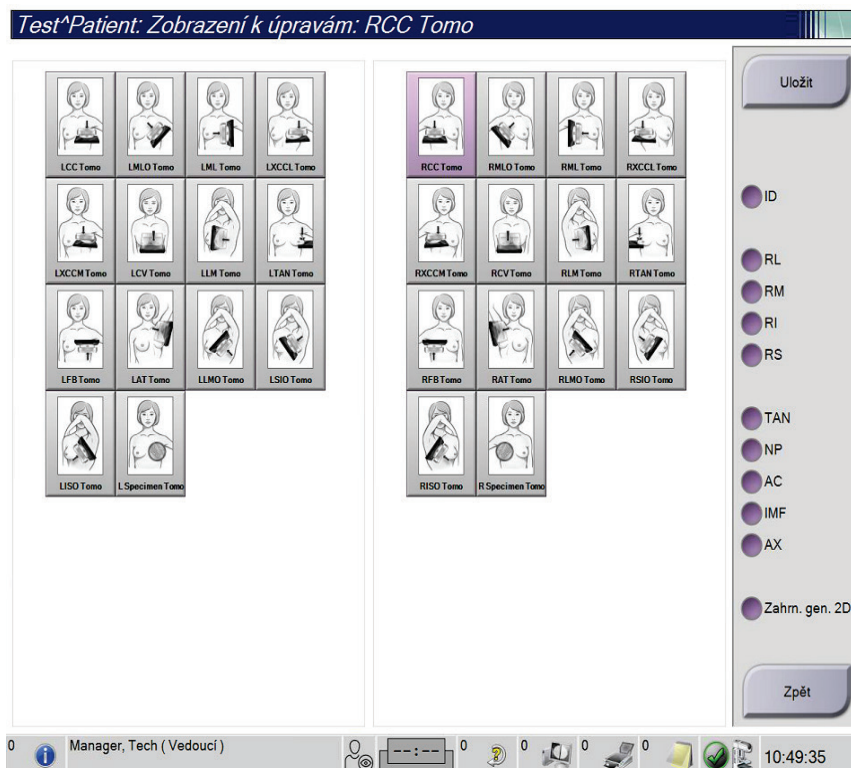 Test^Patient: Zobrazení k úpravám: RCC Tomo
LCC Tomo LMLO Tomo LML Tomo LXCCL Tomo
LXCCM Tomo LCV Tomo LLM Tomo LTAN Tomo
LFB Tomo LAT Tomo LLMO Tomo LSIO Tomo
LISO Tomo L Specimen Tomo
RCC Tomo RMLO Tomo RML Tomo RXCCL Tomo
RXCCM Tomo RCV Tomo RLM Tomo RTAN Tomo
RFB Tomo RAT Tomo RLMO Tomo RSIO Tomo
RISO Tomo R Specimen Tomo
Uložit
ID
RL
RM
RI
RS
TAN
NP
AC
IMF
AX
Zahrn. gen. 2D
Zpět
0 Manager, Tech ( Vedoucí ) --:-- 0 0 0 0 10:49:35